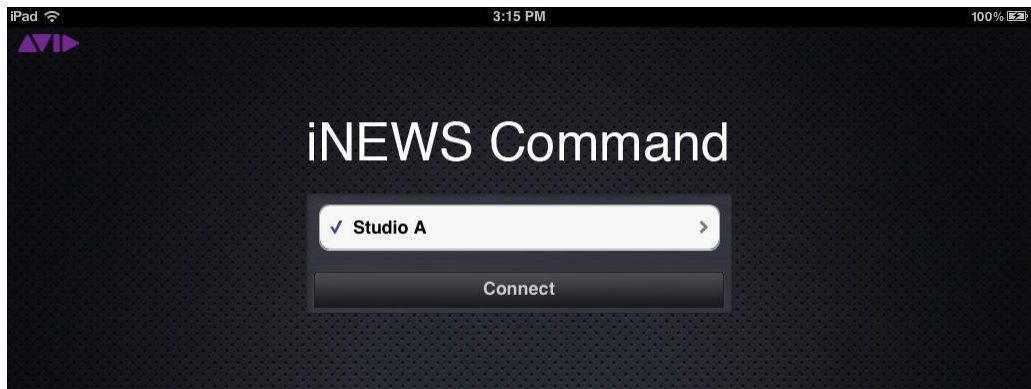 iPad 3:15 PM 100%
AVID
iNEWS Command
Studio A
Connect